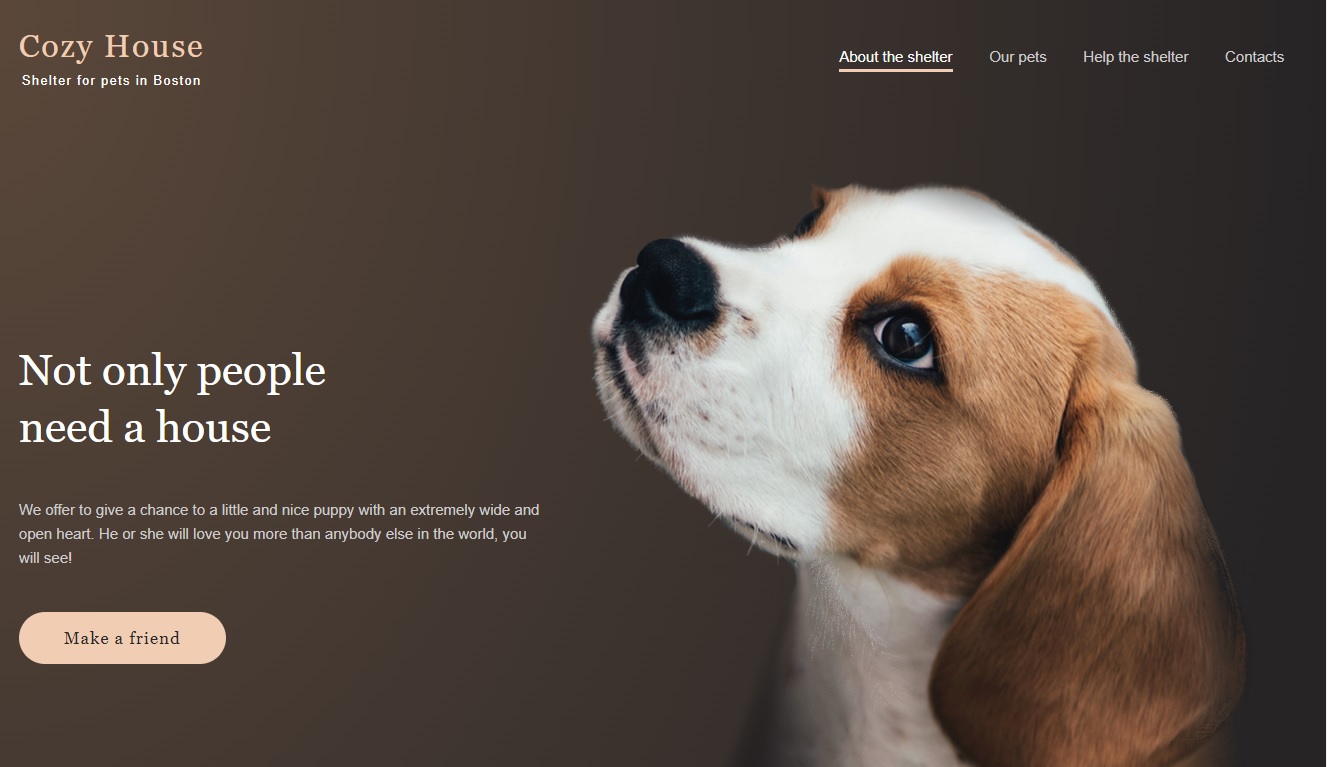 Cozy House
Shelter for pets in Boston
About the shelter
Our pets
Help the shelter
Contacts
Not only people
need a house
We offer to give a chance to a little and nice puppy with an extremely wide and
open heart. He or she will love you more than anybody else in the world, you
will see!
Make a friend